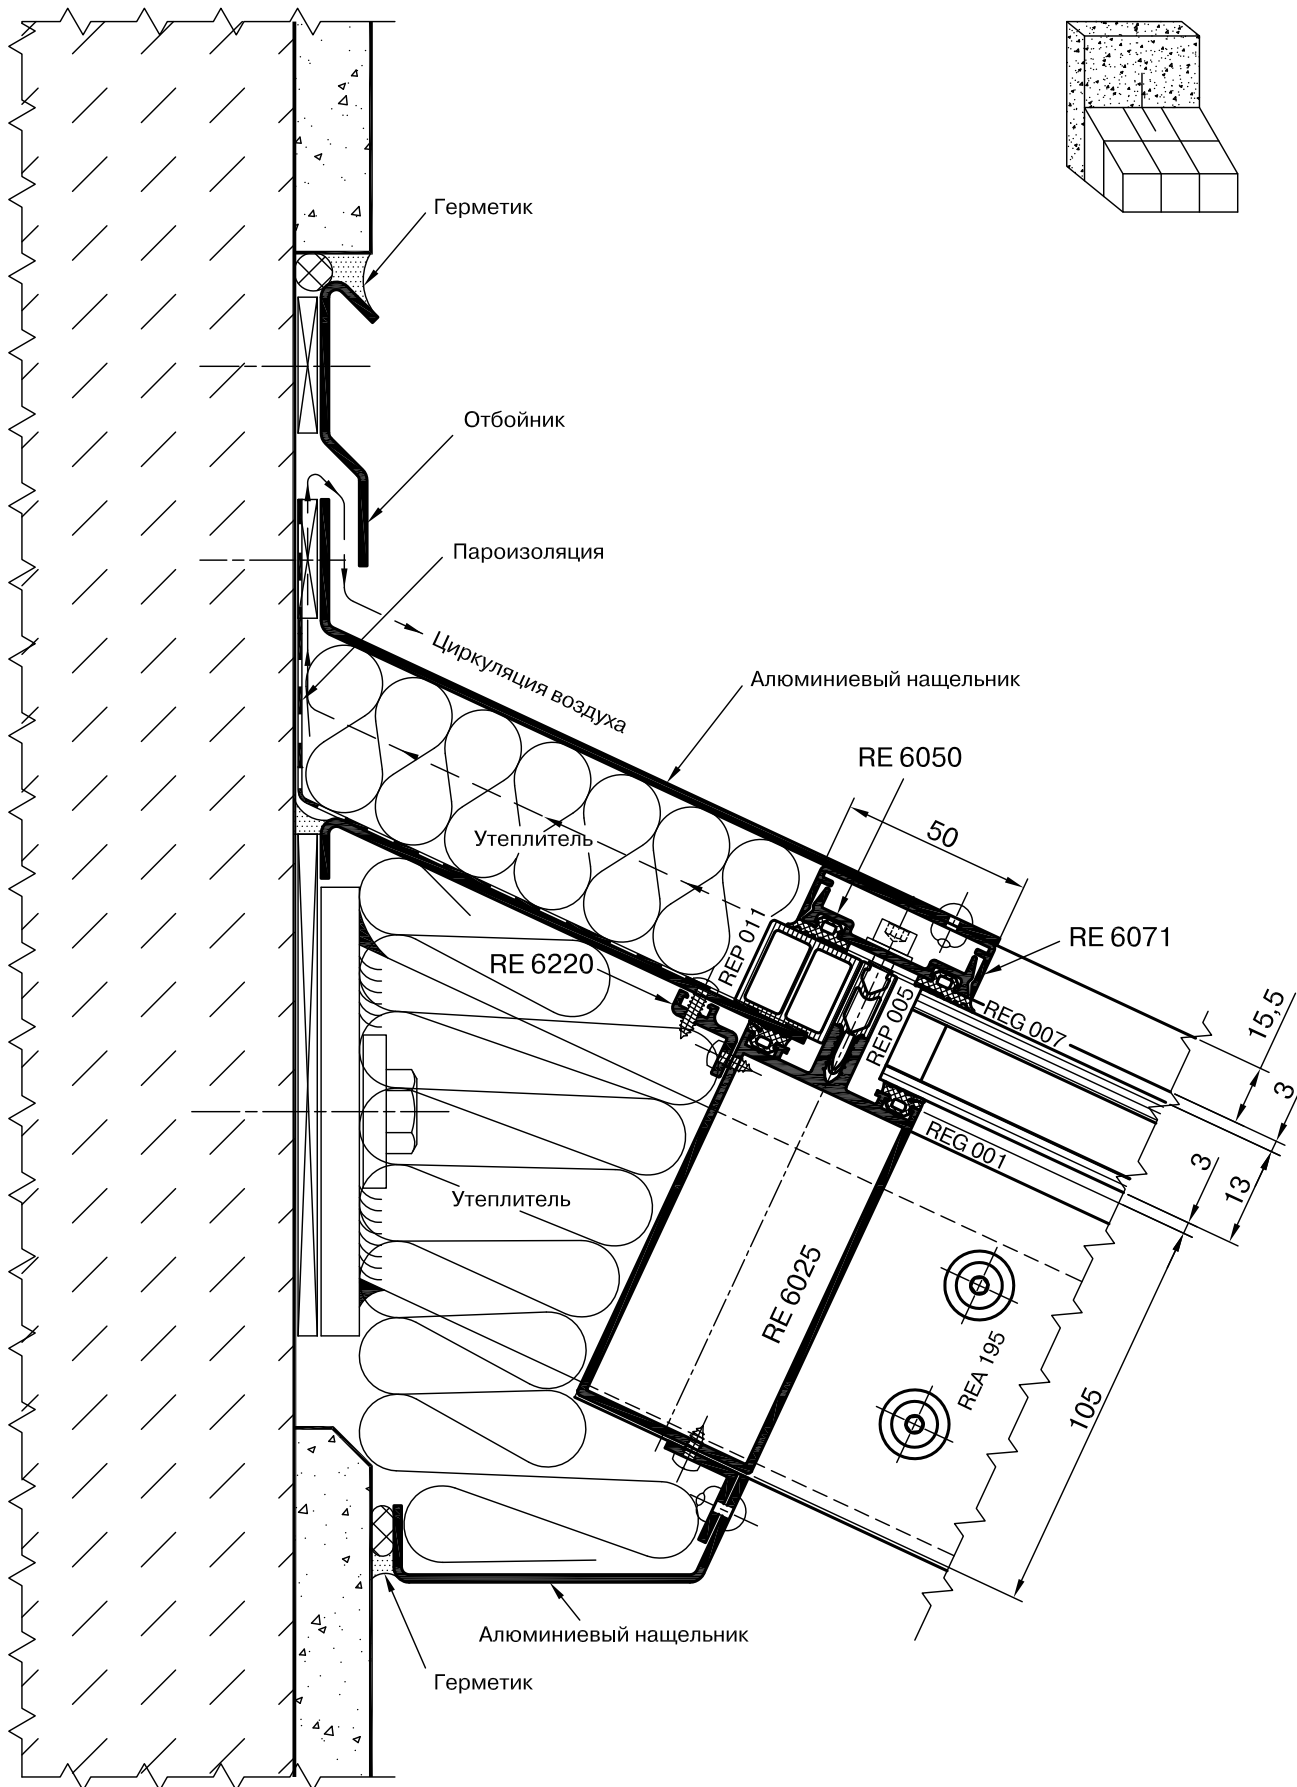 Герметик
Отбойник
Пароизоляция
Циркуляция воздуха
Алюминиевый нащельник
RE 6050
50
Утеплитель
REP 011
RE 6071
RE 6220
REP 005
REG 007
15,5
3
REG 001
3
13
Утеплитель
RE 6025
REA 195
105
Алюминиевый нащельник
Герметик